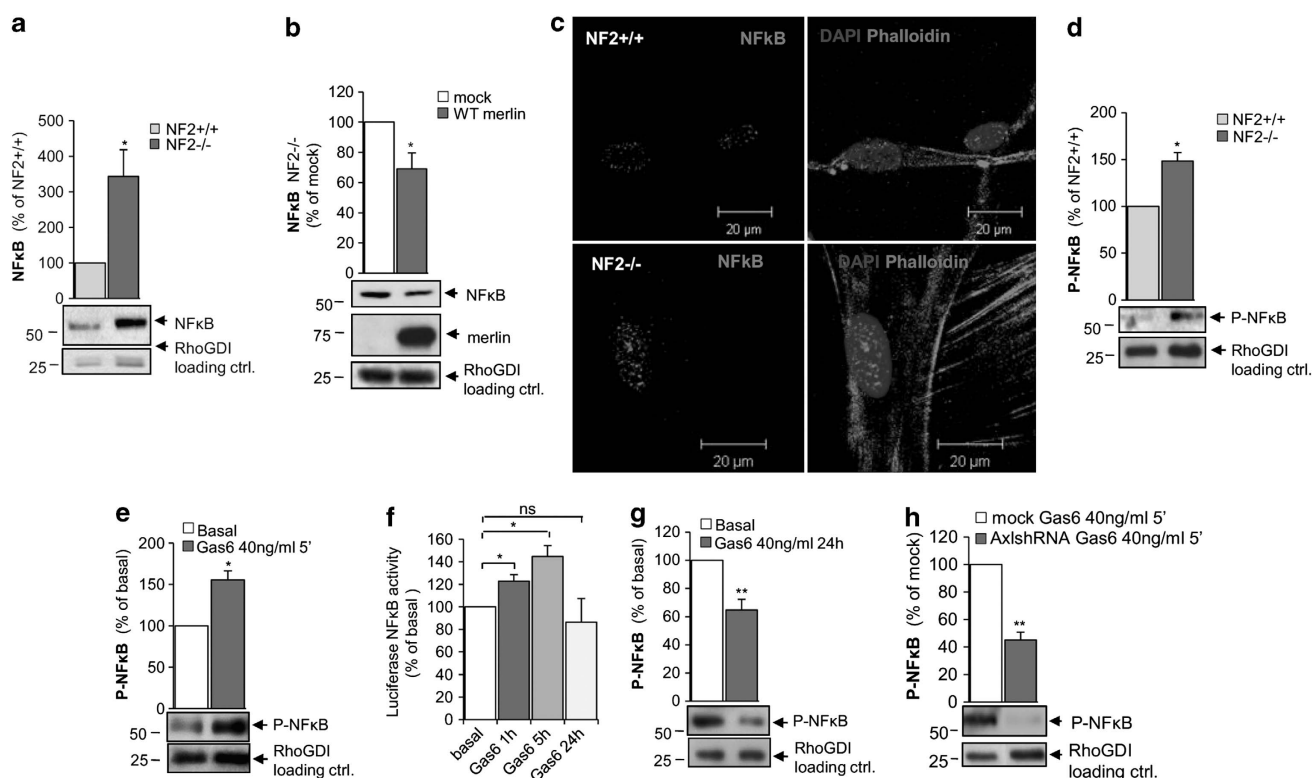 a
NFκB (% of NF2+/+)
500
400
300
200
100
0
NF2+/+
NF2-/-
*
50
25
NFκB
RhoGDI
loading ctrl.
b
NFκB NF2-/-
(% of mock)
120
100
80
60
40
20
0
mock
WT merlin
*
50
75
25
NFκB
merlin
RhoGDI
loading ctrl.
c
NF2+/+
NFkB
20 µm
DAPI Phalloidin
20 µm
NF2-/-
NFkB
20 µm
DAPI Phalloidin
20 µm
d
P-NFκB (% of NF2+/+)
200
150
100
50
0
NF2+/+
NF2-/-
*
50
25
P-NFκB
RhoGDI
loading ctrl.
e
P-NFκB (% of basal)
200
150
100
50
0
Basal
Gas6 40ng/ml 5'
*
50
25
P-NFκB
RhoGDI
loading ctrl.
f
Luciferase NFκB activity
(% of basal )
160
140
120
100
80
60
40
20
0
ns
*
*
basal
Gas6 1h
Gas6 5h
Gas6 24h
g
P-NFκB (% of basal)
120
100
80
60
40
20
0
Basal
Gas6 40ng/ml 24h
**
50
25
P-NFκB
RhoGDI
loading ctrl.
h
P-NFκB (% of mock)
120
100
80
60
40
20
0
mock Gas6 40ng/ml 5'
AxlshRNA Gas6 40ng/ml 5'
**
50
25
P-NFκB
RhoGDI
loading ctrl.